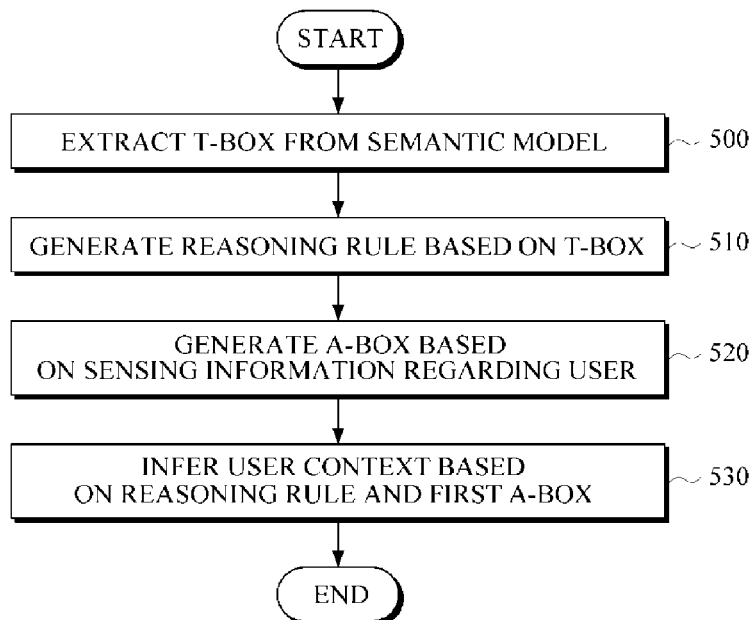 START
EXTRACT T-BOX FROM SEMANTIC MODEL
500
GENERATE REASONING RULE BASED ON T-BOX
510
GENERATE A-BOX BASED
ON SENSING INFORMATION REGARDING USER
520
INFER USER CONTEXT BASED
ON REASONING RULE AND FIRST A-BOX
530
END